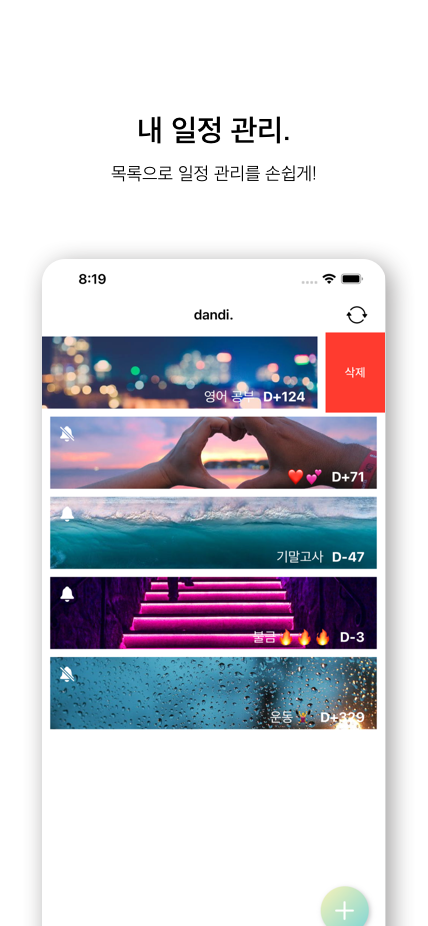 내 일정 관리.
목록으로 일정 관리를 손쉽게!
8:19
dandi.
영어 공부 D+124
삭제
❤️💕 D+71
기말고사 D-47
불금🔥🔥🔥 D-3
운동🏋️ D+329